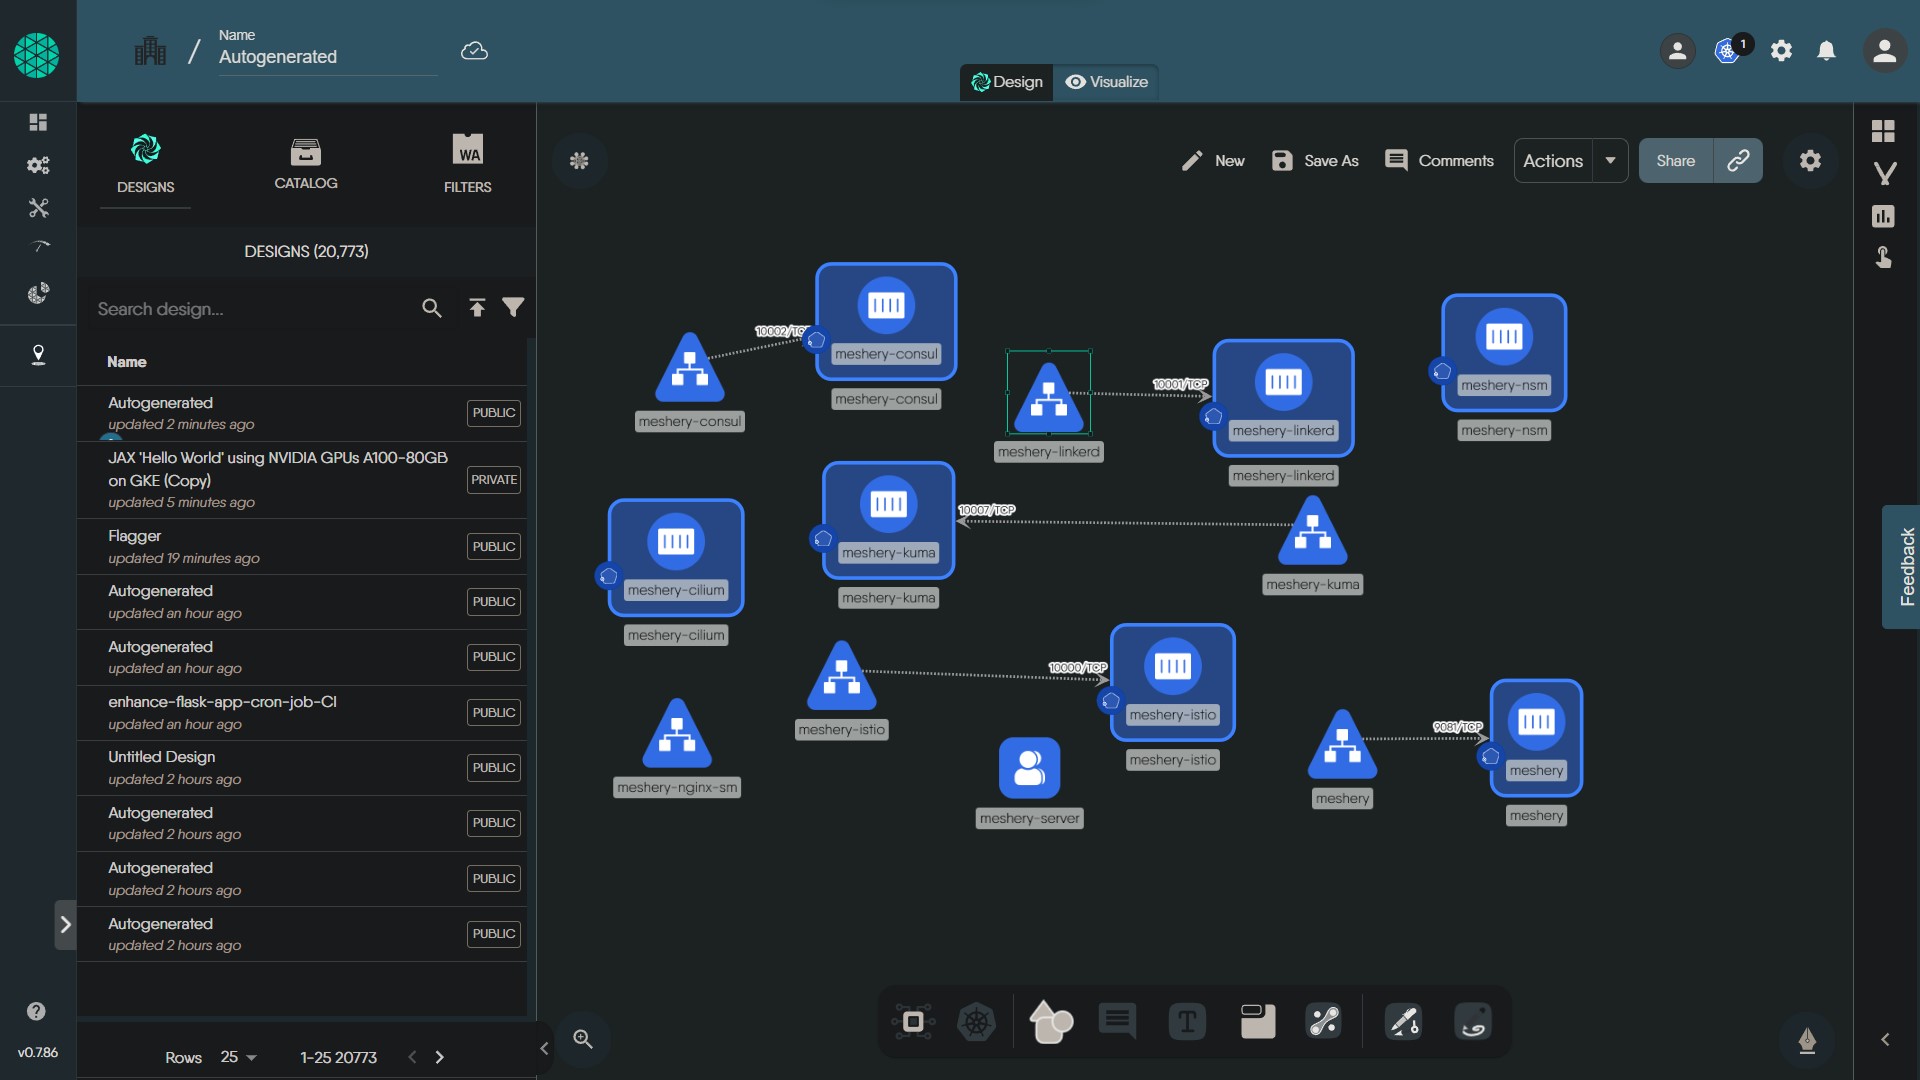 Name
Autogenerated
/
1
Design
Visualize
DESIGNS
CATALOG
WA
FILTERS
New
Save As
Comments
Actions
Share
DESIGNS (20,773)
Search design...
Name
Autogenerated
updated 2 minutes ago
PUBLIC
JAX 'Hello World' using NVIDIA GPUs A100-80GB
on GKE (Copy)
updated 5 minutes ago
PRIVATE
Flagger
updated 19 minutes ago
PUBLIC
Autogenerated
updated an hour ago
PUBLIC
Autogenerated
updated an hour ago
PUBLIC
enhance-flask-app-cron-job-CI
updated an hour ago
PUBLIC
Untitled Design
updated 2 hours ago
PUBLIC
Autogenerated
updated 2 hours ago
PUBLIC
Autogenerated
updated 2 hours ago
PUBLIC
Autogenerated
updated 2 hours ago
PUBLIC
Rows
25
1-25 20773
v0.7.86
10002/TC
meshery-consul
meshery-consul
meshery-consul
10001/TCP
meshery-linkerd
meshery-linkerd
meshery-linkerd
meshery-nsm
meshery-nsm
meshery-cilium
meshery-cilium
10007/TCP
meshery-kuma
meshery-kuma
meshery-kuma
10000/TCP
meshery-istio
meshery-istio
meshery-istio
meshery-nginx-sm
meshery-server
9081/TCP
meshery
meshery
meshery
Feedback
T